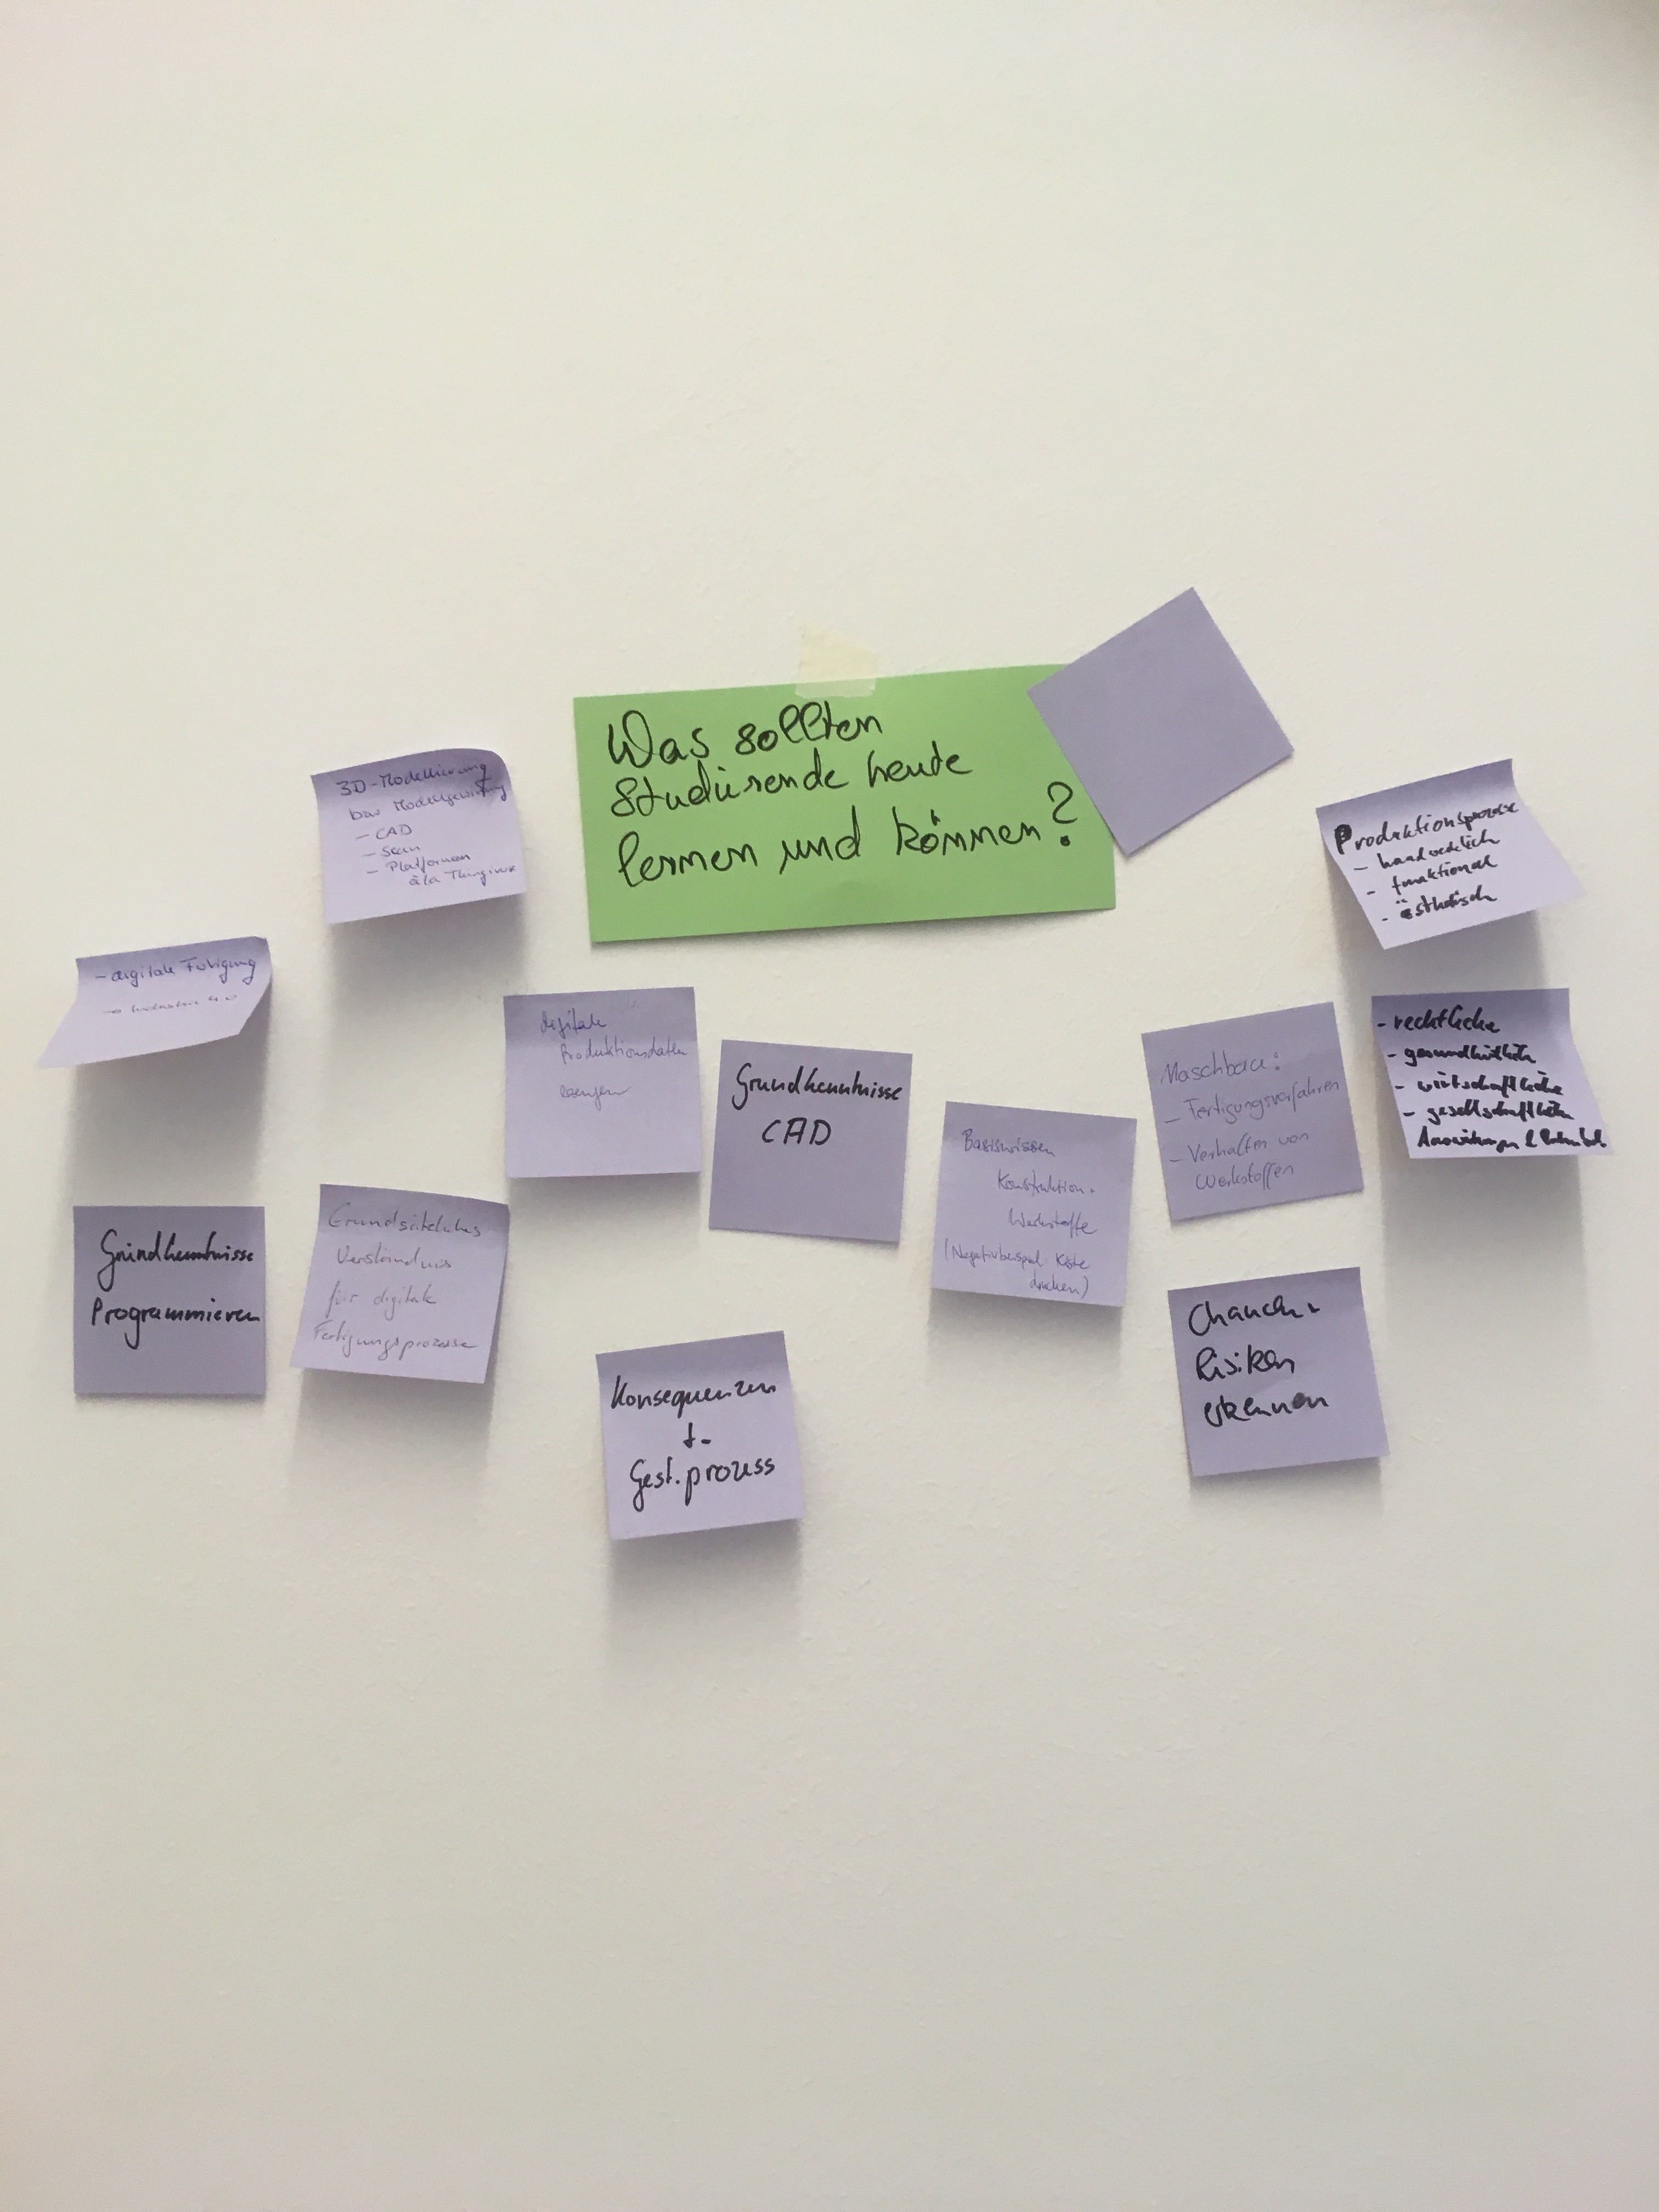 Was sollten
Studierende heute
lernen und können?
3D-Modellierung
bzw Modellgewinnung
- CAD
- Scan
- Platformen
à la Thingiverse
Produktionsprozesse
- handwerklich
- funktional
- ästhetisch
- digitale Fertigung
→ Industrie 4.0
digitale
Produktionsdaten
- rechtliche
- gesundheitliche
- wirtschaftliche
- gesellschaftliche
Auswirkungen &
Grundkenntnisse
CAD
Maschbau:
- Fertigungsverfahren
- Verhalten von
Werkstoffen
Basiswissen
Konstruktion.
Werkstoffe
(Negativbeispiel Kiste
drucken)
Grundkenntnisse
Programmieren
Grundsätzliches
Verständnis
für digitale
Fertigungsprozesse
Chancen +
Risiken
erkennen
Konsequenzen
f.
Gest.prozess